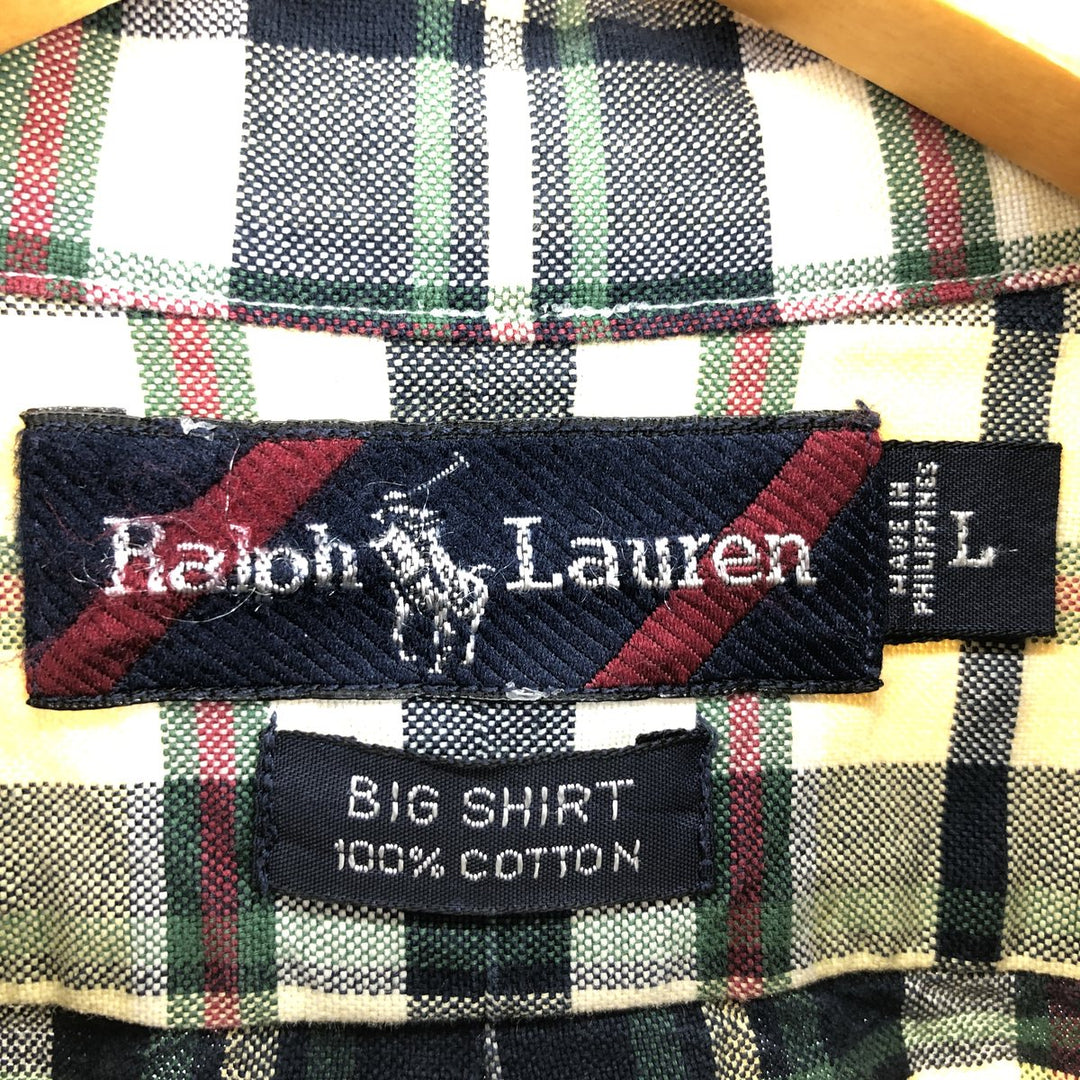 Ralph Lauren
MADE IN
PHILIPPINES
L
BIG SHIRT
100% COTTON